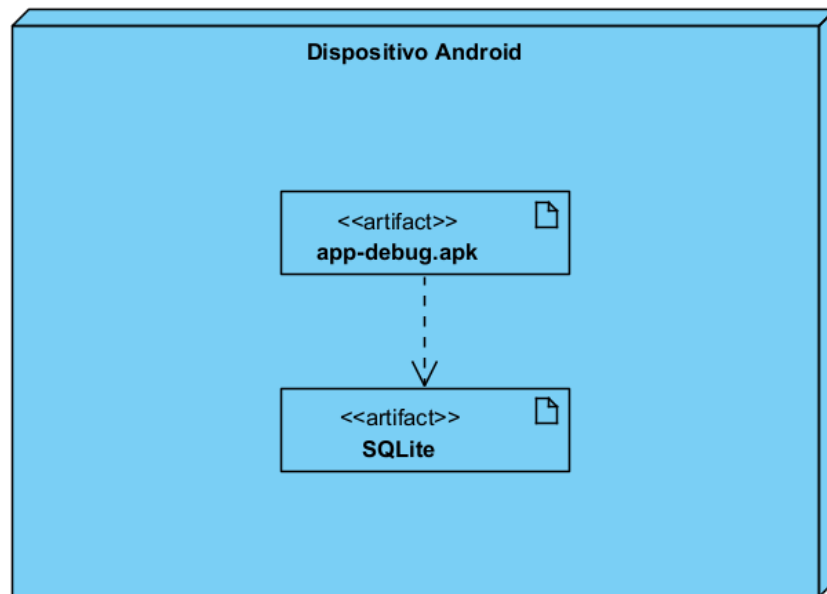 Dispositivo Android
<<artifact>>
app-debug.apk
<<artifact>>
SQLite